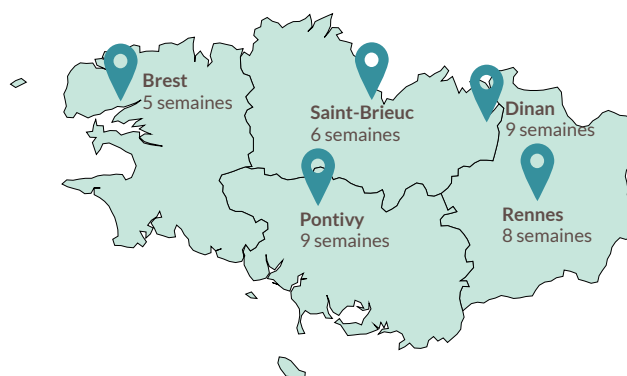 Brest
5 semaines
Saint-Brieuc
6 semaines
Dinan
9 semaines
Pontivy
9 semaines
Rennes
8 semaines